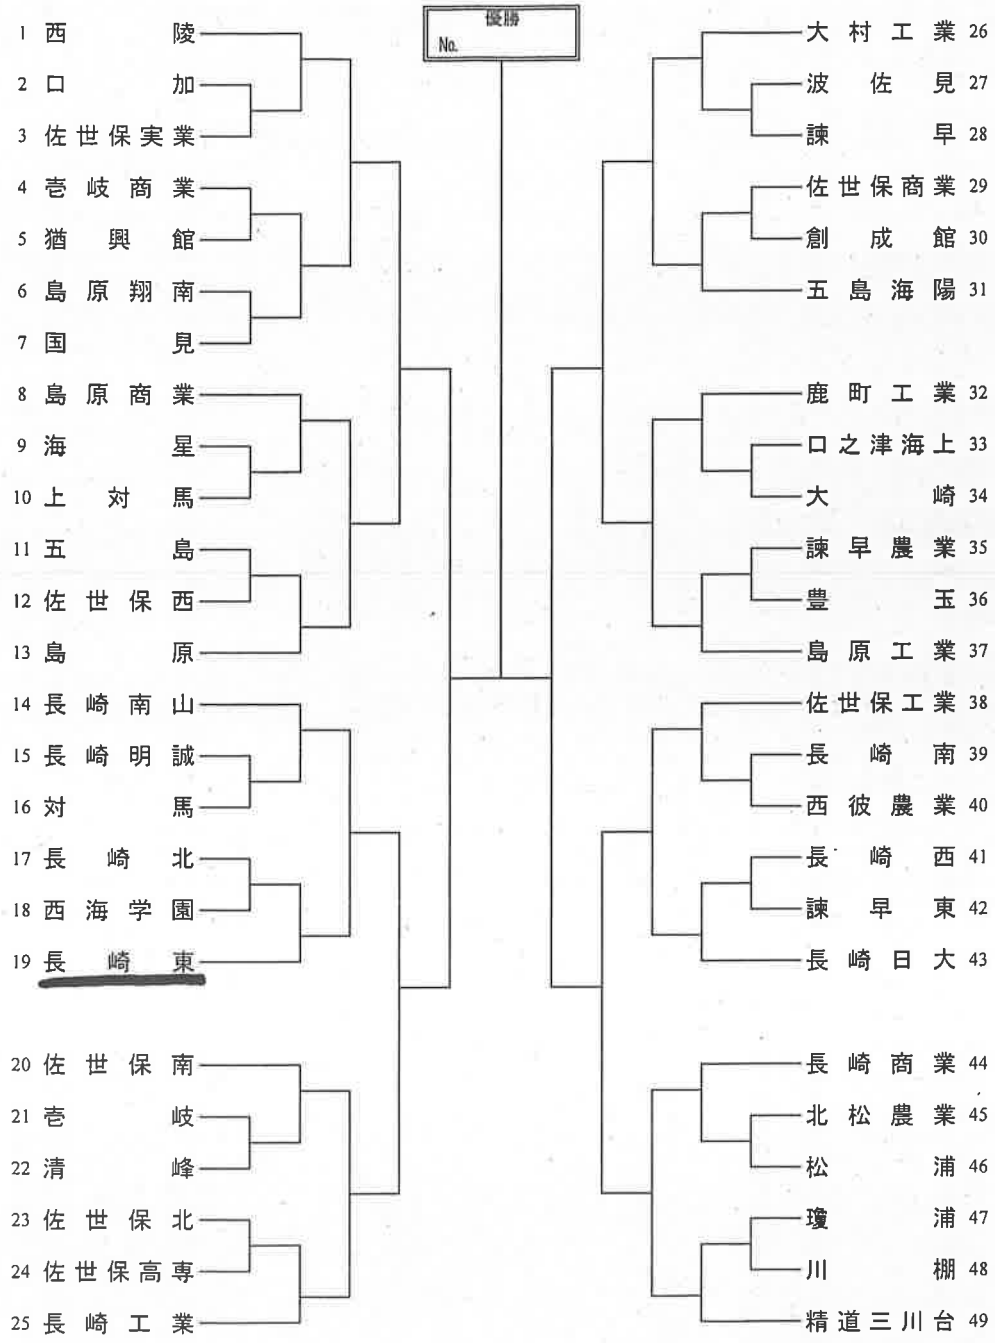 優勝
No.
1 西陵
2 口加
3 佐世保実業
4 壱岐商業
5 猶興館
6 島原翔南
7 国見
8 島原商業
9 海星
10 上対馬
11 五島
12 佐世保西
13 島原
14 長崎南山
15 長崎明誠
16 対馬
17 長崎北
18 西海学園
19 長崎東
20 佐世保南
21 壱岐
22 清峰
23 佐世保北
24 佐世保高専
25 長崎工業
大村工業 26
波佐見 27
諫早 28
佐世保商業 29
創成館 30
五島海陽 31
鹿町工業 32
口之津海上 33
大崎 34
諫早農業 35
豊玉 36
島原工業 37
佐世保工業 38
長崎南 39
西彼農業 40
長崎西 41
諫早東 42
長崎日大 43
長崎商業 44
北松農業 45
松浦 46
瓊浦 47
川棚 48
精道三川台 49